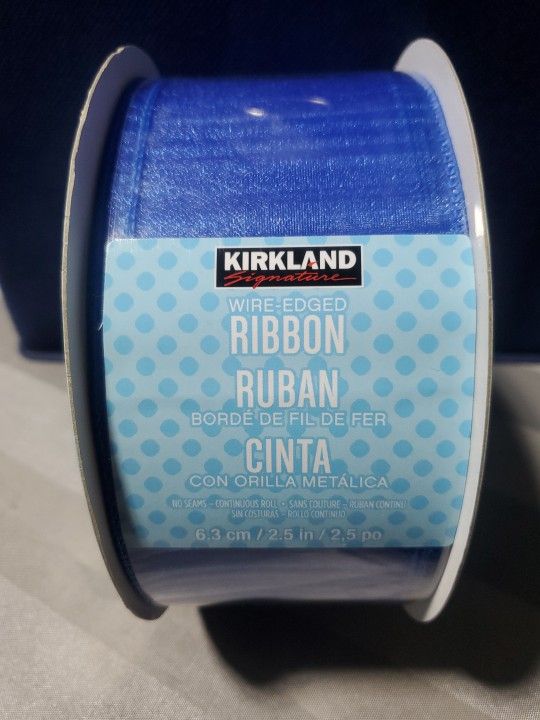 KIRKLAND
Signature
WIRE-EDGED
RIBBON
RUBAN
BORDÉ DE FIL DE FER
CINTA
CON ORILLA METÁLICA
NO SEAMS – CONTINUOUS ROLL • SANS COUTURE – RUBAN CONTINU
SIN COSTURAS – ROLLO CONTINUO
6.3 cm / 2.5 in / 2,5 po